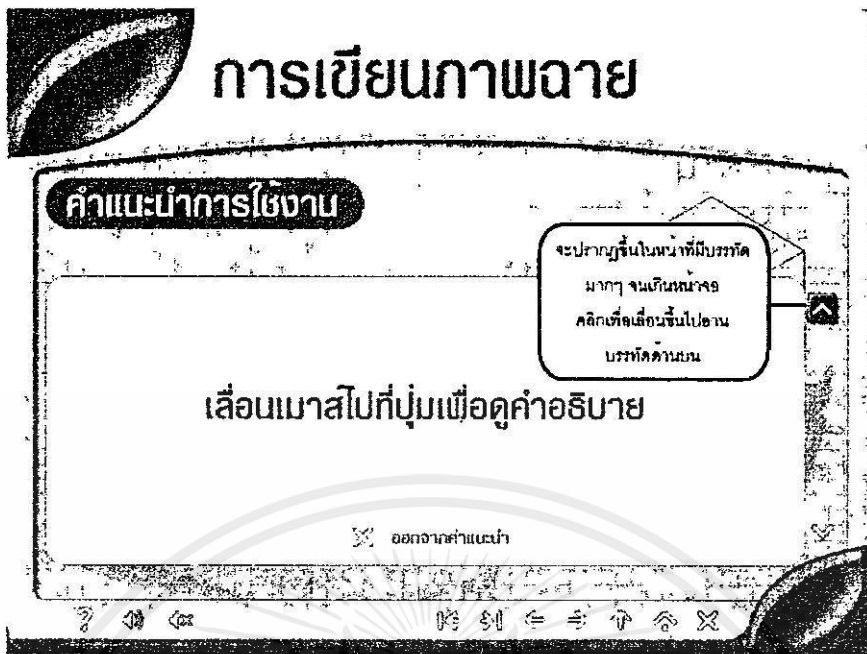 การเขียนภาพฉาย
คำแนะนำการใช้งาน
จะปรากฏขึ้นในหน้าที่มีบรรทัด
มากๆ จนเกินหน้าจอ
คลิกเพื่อเลื่อนขึ้นไปอ่าน
บรรทัดด้านบน
เลื่อนเมาส์ไปที่ปุ่มเพื่อดูคำอธิบาย
ออกจากคำแนะนำ